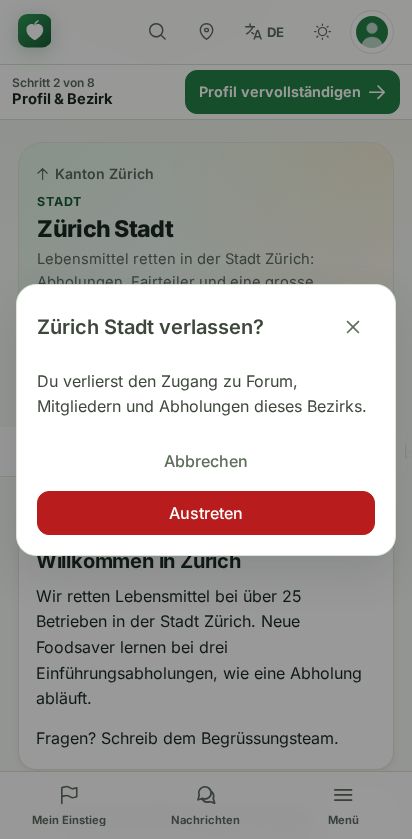 DE
Schritt 2 von 8
Profil & Bezirk
Profil vervollständigen
Kanton Zürich
STADT
Zürich Stadt
Lebensmittel retten in der Stadt Zürich:
Abholungen, Fairteiler und eine grosse
Zürich Stadt verlassen?
Du verlierst den Zugang zu Forum,
Mitgliedern und Abholungen dieses Bezirks.
Abbrechen
Austreten
Willkommen in Zürich
Wir retten Lebensmittel bei über 25
Betrieben in der Stadt Zürich. Neue
Foodsaver lernen bei drei
Einführungsabholungen, wie eine Abholung
abläuft.
Fragen? Schreib dem Begrüssungsteam.
Mein Einstieg
Nachrichten
Menü